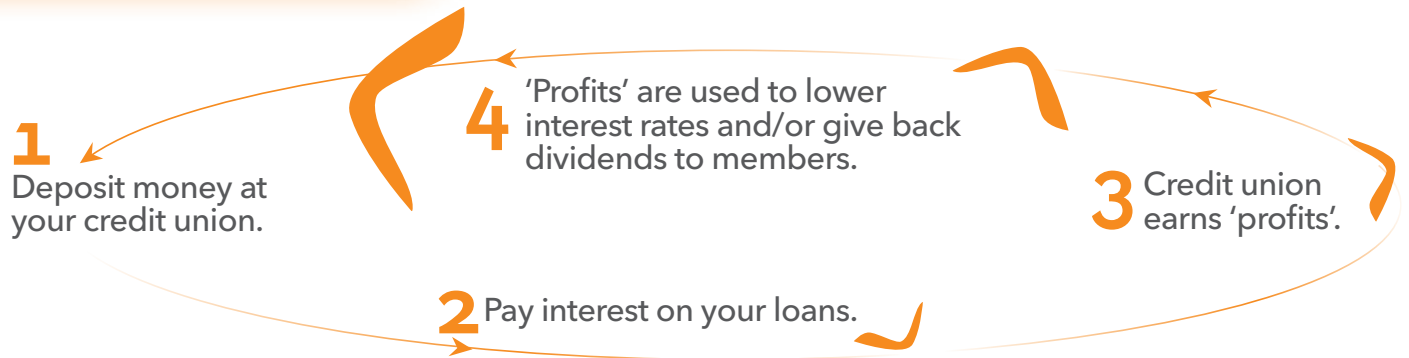 1
Deposit money at
your credit union.
2 Pay interest on your loans.
3 Credit union
earns ‘profits’.
4 ‘Profits’ are used to lower
interest rates and/or give back
dividends to members.